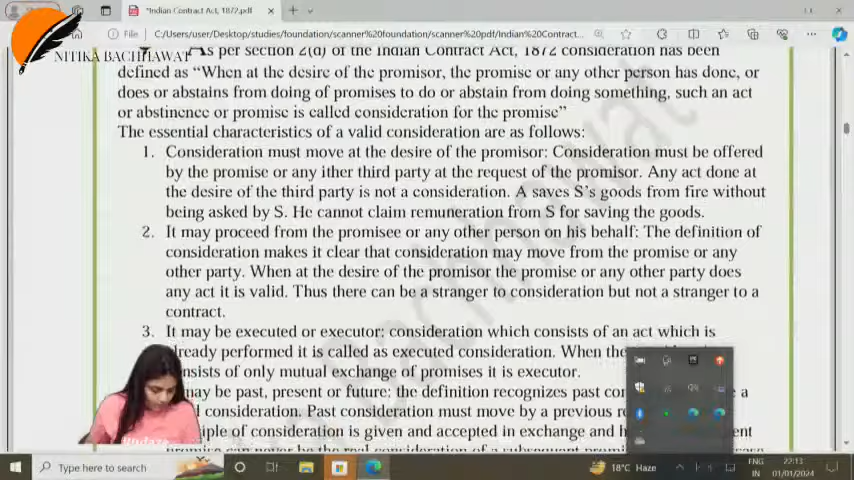 "Indian Contract Act, 1872.pdf
File
C:/Users/user/Desktop/studies/foundation/scanner%20foundation/scanner%20pdf/Indian%20Contract...
NITIKA BACHHAWAT
As per section 2(d) of the Indian Contract Act, 1872 consideration has been
defined as “When at the desire of the promisor, the promise or any other person has done, or
does or abstains from doing of promises to do or abstain from doing something, such an act
or abstinence or promise is called consideration for the promise”
The essential characteristics of a valid consideration are as follows:
1. Consideration must move at the desire of the promisor: Consideration must be offered
by the promise or any ither third party at the request of the promisor. Any act done at
the desire of the third party is not a consideration. A saves S’s goods from fire without
being asked by S. He cannot claim remuneration from S for saving the goods.
2. It may proceed from the promisee or any other person on his behalf: The definition of
consideration makes it clear that consideration may move from the promise or any
other party. When at the desire of the promisor the promise or any other party does
any act it is valid. Thus there can be a stranger to consideration but not a stranger to a
contract.
3. It may be executed or executor: consideration which consists of an act which is
already performed it is called as executed consideration. When the
consists of only mutual exchange of promises it is executor.
may be past, present or future: the definition recognizes past a
consideration. Past consideration must move by a previous
of consideration is given and accepted in exchange and
promise can never be the real consideration of a subsequent
Type here to search
18°C Haze
ENG
IN
22:13
01/01/2024